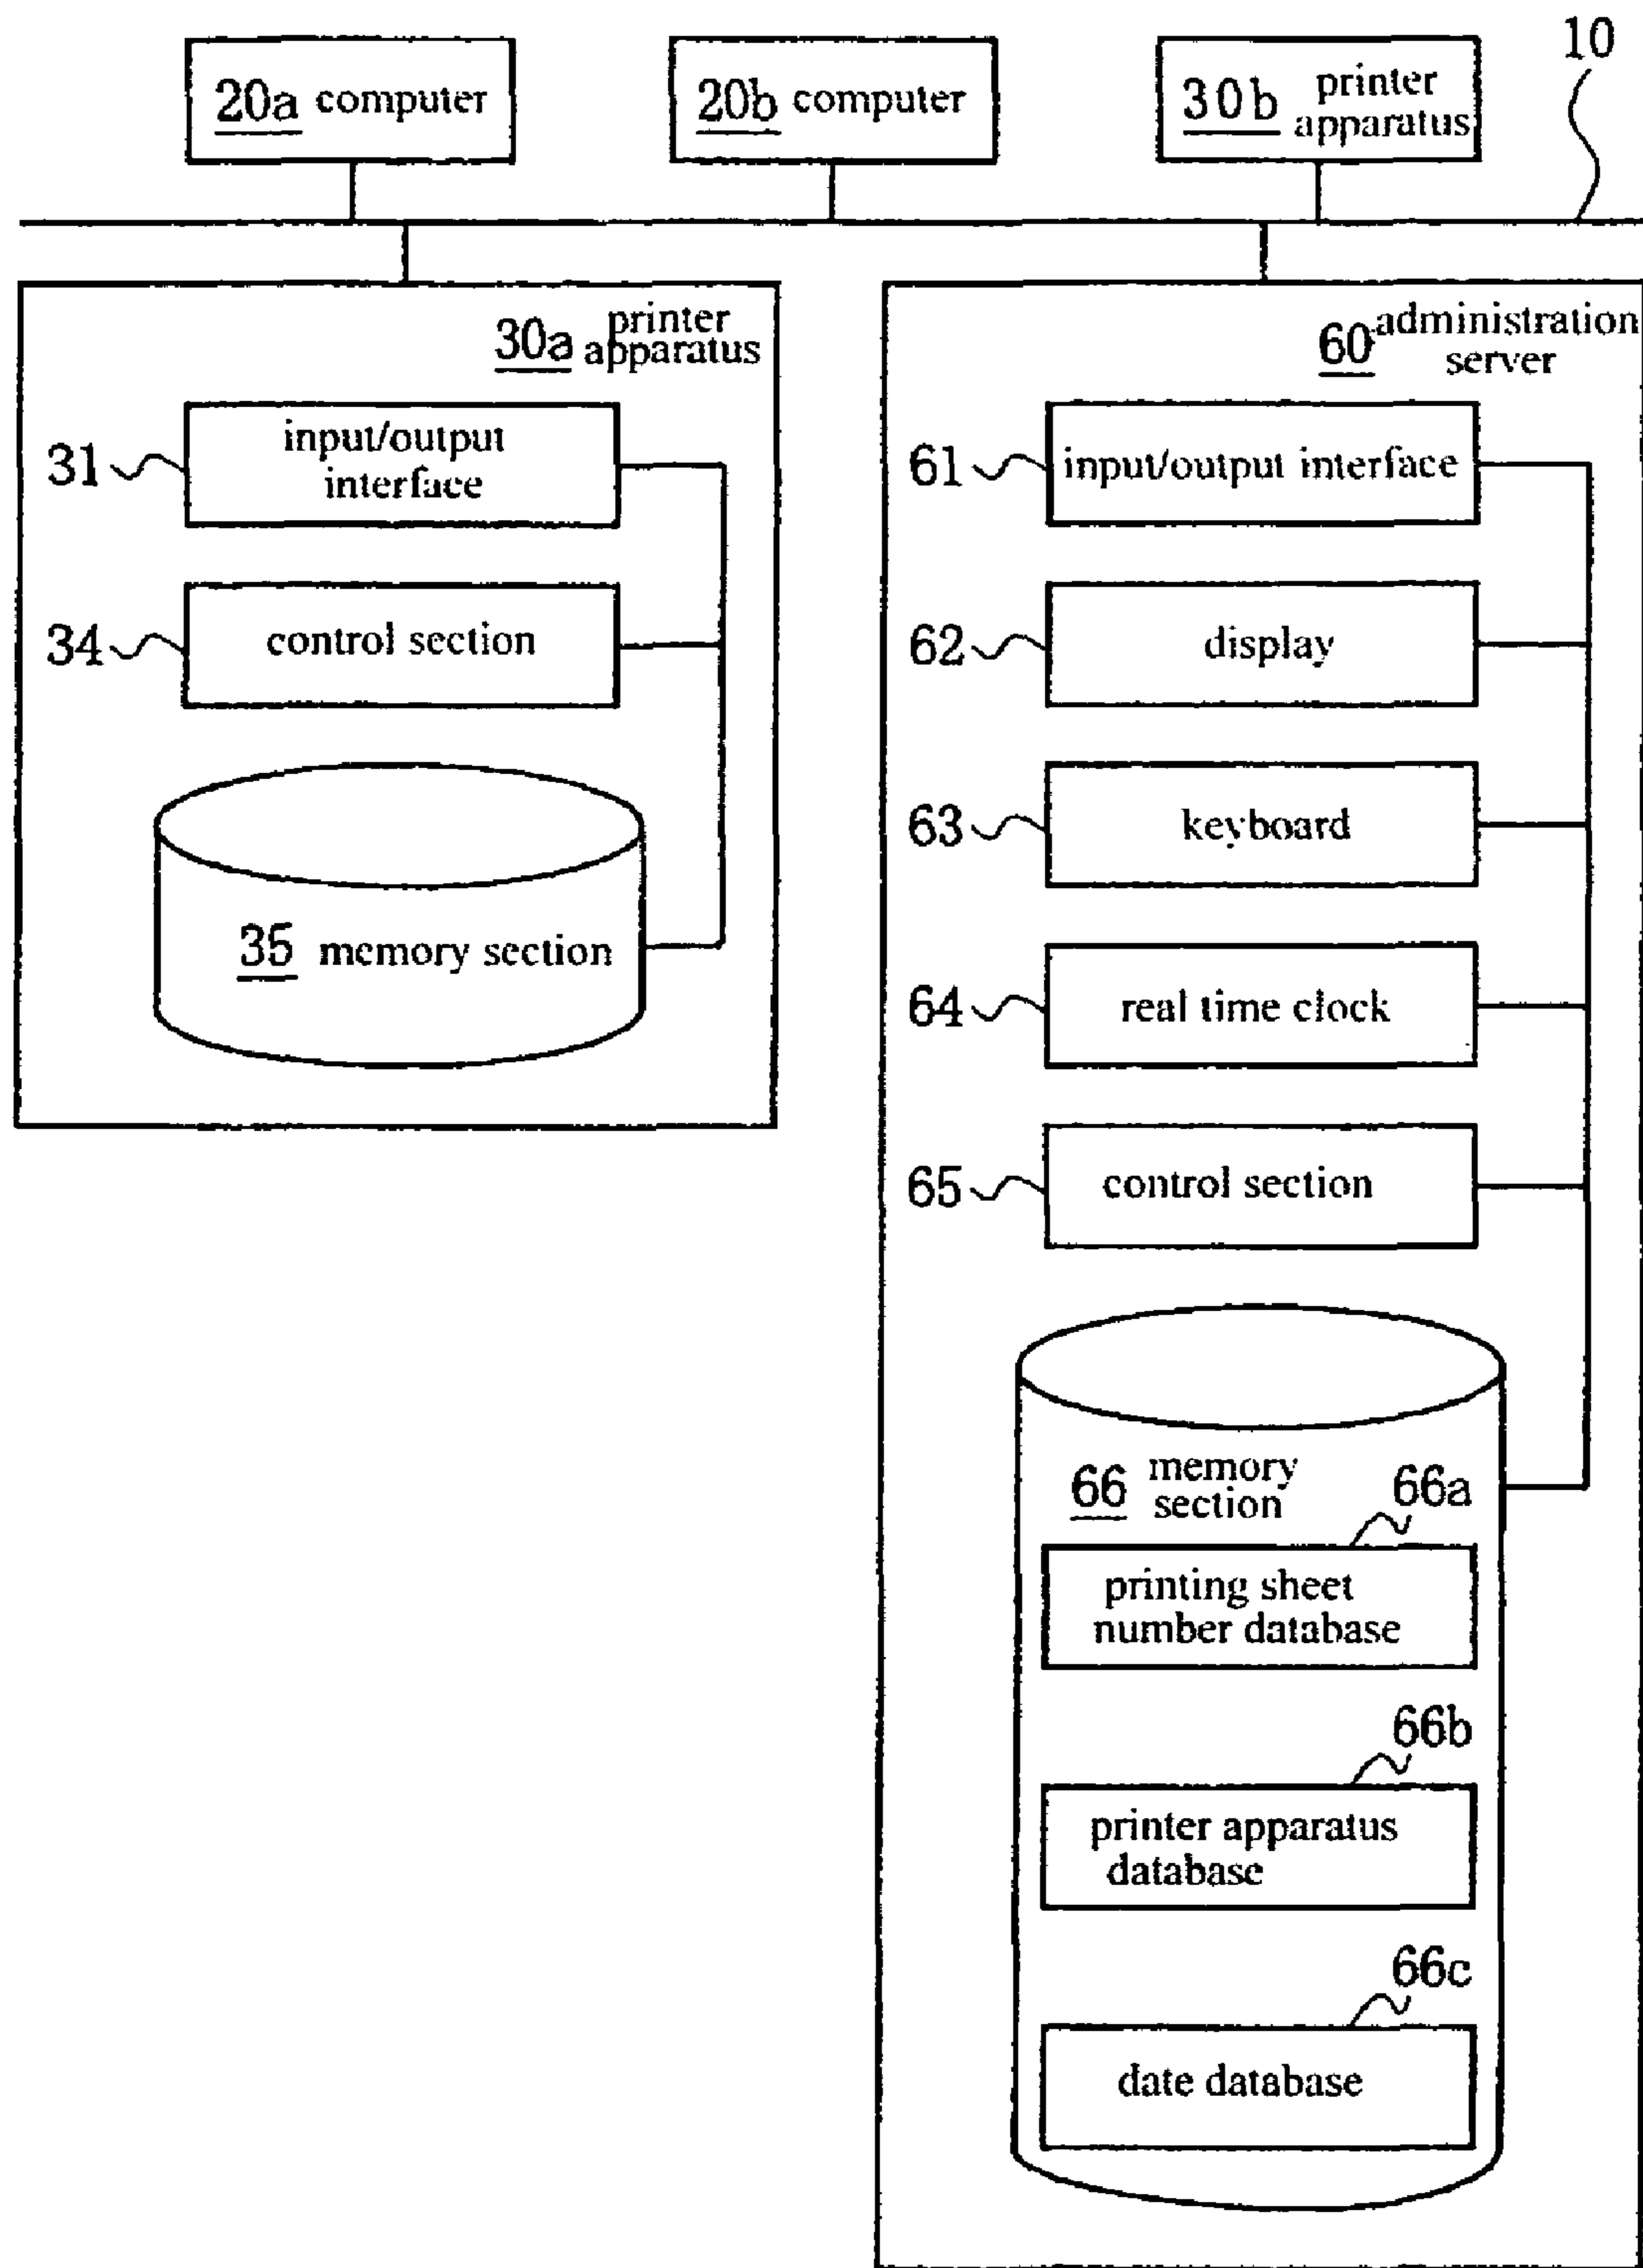 10
20a computer
20b computer
30b printer
apparatus
30a printer
apparatus
31
input/output
interface
34
control section
35 memory section
60 administration
server
61
input/output interface
62
display
63
keyboard
64
real time clock
65
control section
66 memory
section
66a
printing sheet
number database
66b
printer apparatus
database
66c
date database